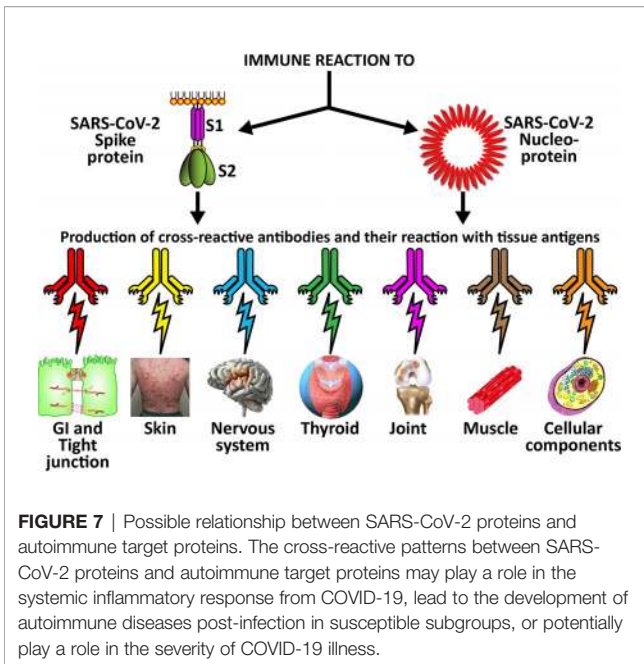 IMMUNE REACTION TO
SARS-CoV-2
Spike
protein
S1
S2
SARS-CoV-2
Nucleo-
protein
Production of cross-reactive antibodies and their reaction with tissue antigens
GI and
Tight
junction
Skin
Nervous
system
Thyroid
Joint
Muscle
Cellular
components
FIGURE 7 | Possible relationship between SARS-CoV-2 proteins and
autoimmune target proteins. The cross-reactive patterns between SARS-
CoV-2 proteins and autoimmune target proteins may play a role in the
systemic inflammatory response from COVID-19, lead to the development of
autoimmune diseases post-infection in susceptible subgroups, or potentially
play a role in the severity of COVID-19 illness.